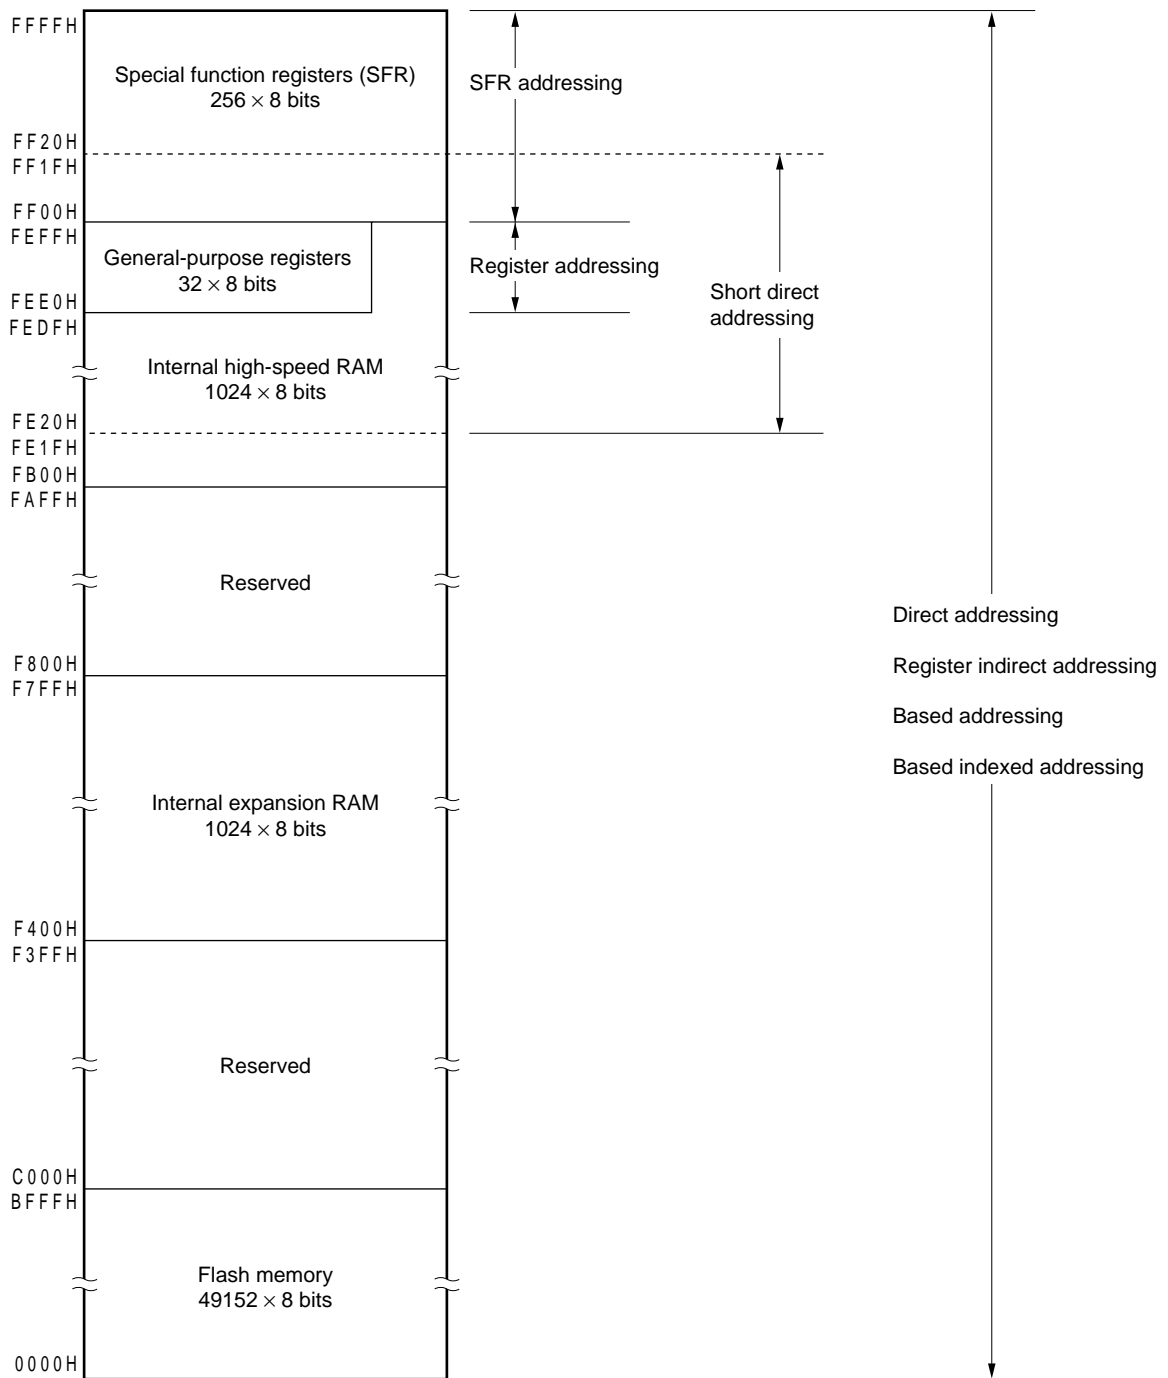 FFFFH
Special function registers (SFR)
256 × 8 bits
SFR addressing
FF20H
FF1FH
FF00H
FEFFH
General-purpose registers
32 × 8 bits
Register addressing
Short direct
addressing
FEE0H
FEDFH
Internal high-speed RAM
1024 × 8 bits
FE20H
FE1FH
FB00H
FAFFH
Reserved
Direct addressing
Register indirect addressing
Based addressing
Based indexed addressing
F800H
F7FFH
Internal expansion RAM
1024 × 8 bits
F400H
F3FFH
Reserved
C000H
BFFFH
Flash memory
49152 × 8 bits
0000H